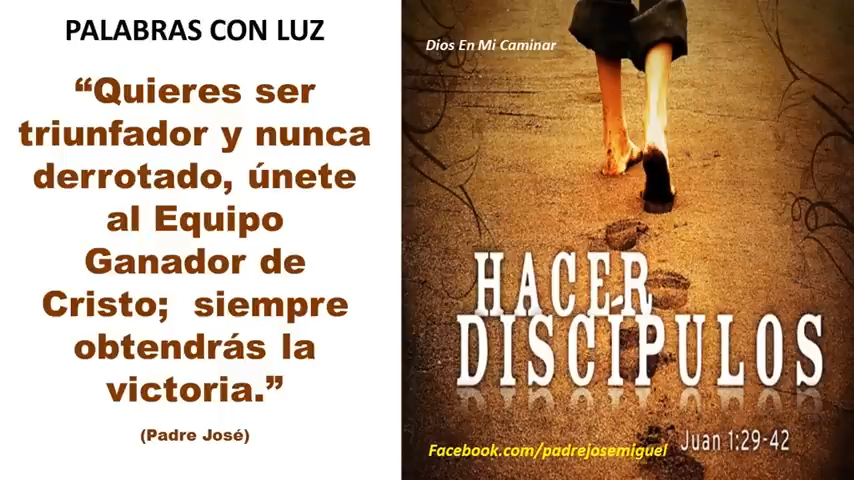 PALABRAS CON LUZ
“Quieres ser
triunfador y nunca
derrotado, únete
al Equipo
Ganador de
Cristo;  siempre
obtendrás la
victoria.”
(Padre José)
Dios En Mi Caminar
HACER
DISCÍPULOS
Juan 1:29-42
Facebook.com/padrejosemiguel